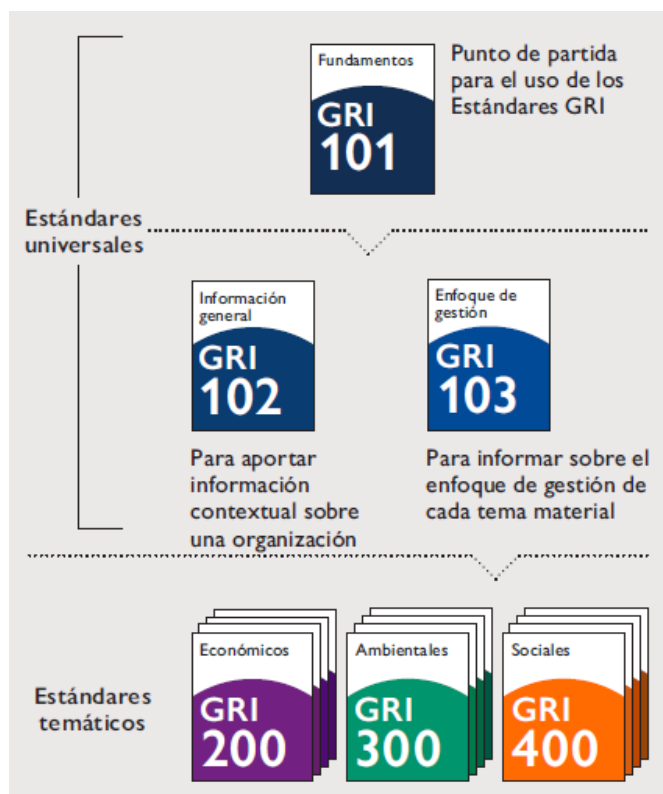 Fundamentos
GRI
101
Punto de partida
para el uso de los
Estándares GRI
Estándares
universales
Información
general
GRI
102
Enfoque de
gestión
GRI
103
Para aportar
información
contextual sobre
una organización
Para informar sobre el
enfoque de gestión de
cada tema material
Estándares
temáticos
Económicos
GRI
200
Ambientales
GRI
300
Sociales
GRI
400